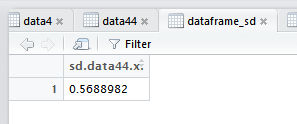 data4 data44 dataframe_sd
Filter
sd.data44.x.
1 0.5688982